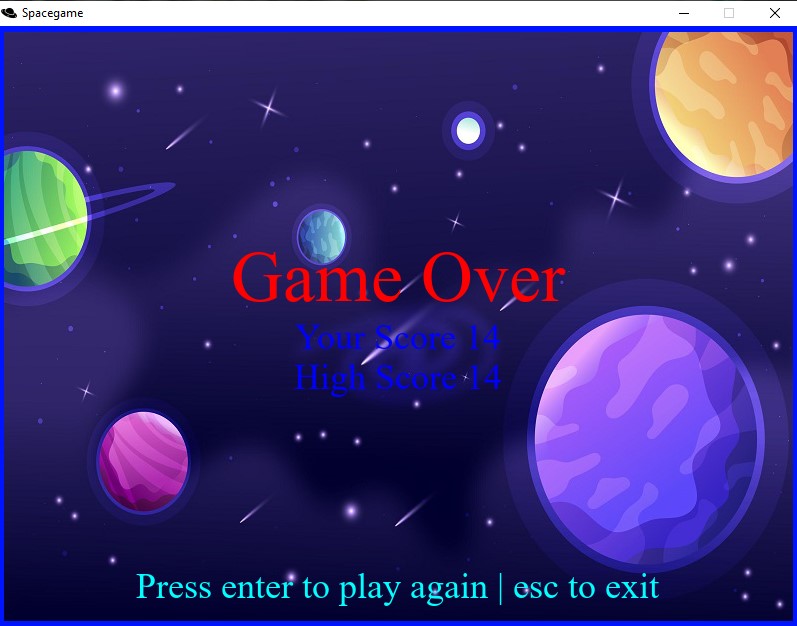 Spacegame
Game Over
Your Score 14
High Score 14
Press enter to play again | esc to exit